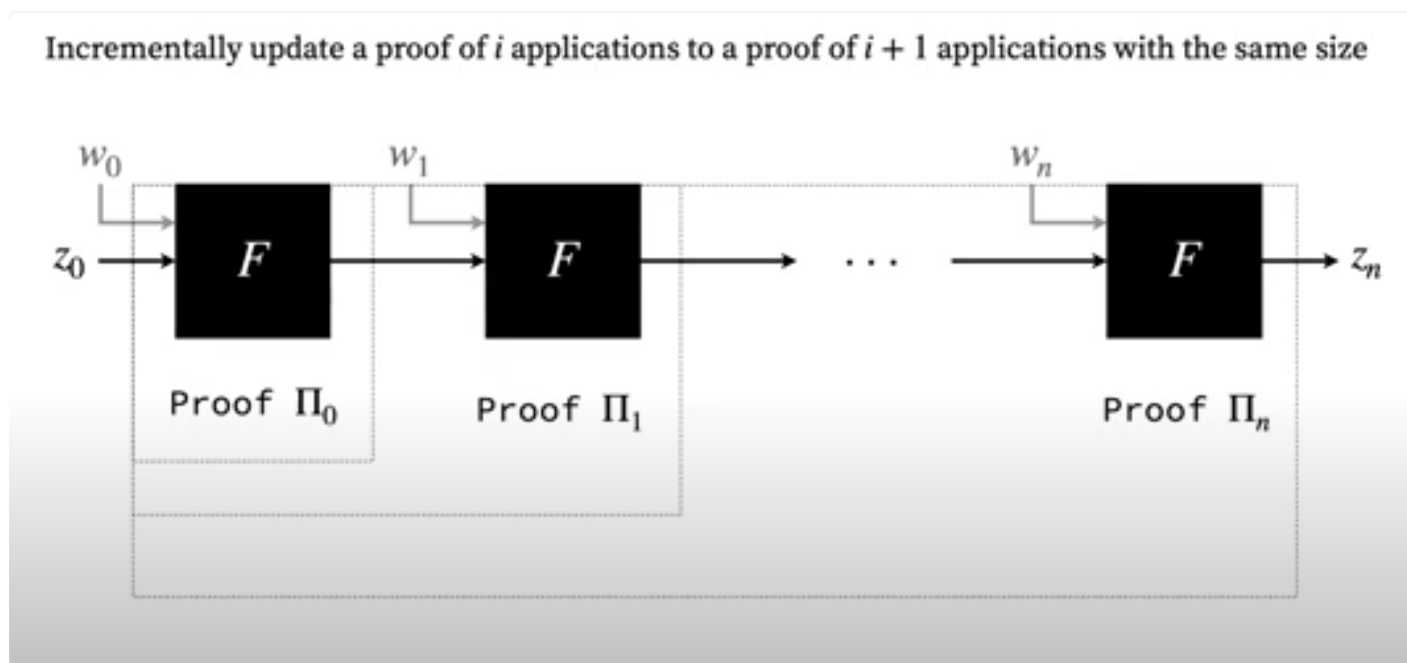 Incrementally update a proof of i applications to a proof of i + 1 applications with the same size
w₀ w₁ wₙ
z₀ F F · · · F zₙ
Proof Π₀ Proof Π₁ Proof Πₙ